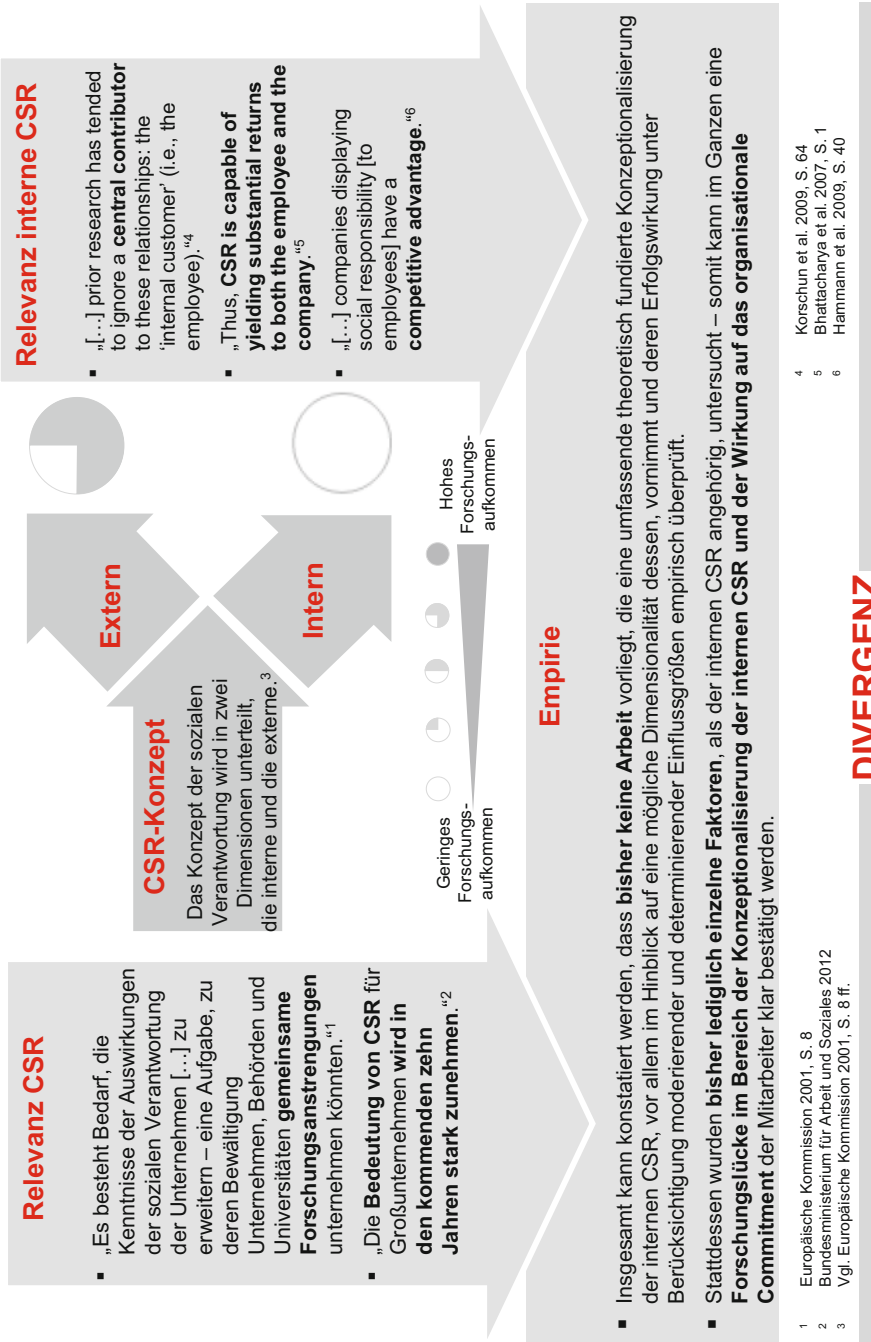 Relevanz CSR
▪ „Es besteht Bedarf, die
Kenntnisse der Auswirkungen
der sozialen Verantwortung
der Unternehmen […] zu
erweitern – eine Aufgabe, zu
deren Bewältigung
Unternehmen, Behörden und
Universitäten gemeinsame
Forschungsanstrengungen
unternehmen könnten.“1
▪ „Die Bedeutung von CSR für
Großunternehmen wird in
den kommenden zehn
Jahren stark zunehmen.“2
CSR-Konzept
Das Konzept der sozialen
Verantwortung wird in zwei
Dimensionen unterteilt,
die interne und die externe.3
Extern
Intern
Geringes
Forschungs-
aufkommen
Hohes
Forschungs-
aufkommen
Relevanz interne CSR
▪ „[…] prior research has tended
to ignore a central contributor
to these relationships: the
‘internal customer’ (i.e., the
employee).“4
▪ „Thus, CSR is capable of
yielding substantial returns
to both the employee and the
company.“5
▪ „[…] companies displaying
social responsibility [to
employees] have a
competitive advantage.“6
Empirie
▪ Insgesamt kann konstatiert werden, dass bisher keine Arbeit vorliegt, die eine umfassende theoretisch fundierte Konzeptionalisierung
der internen CSR, vor allem im Hinblick auf eine mögliche Dimensionalität dessen, vornimmt und deren Erfolgswirkung unter
Berücksichtigung moderierender und determinierender Einflussgrößen empirisch überprüft.
▪ Stattdessen wurden bisher lediglich einzelne Faktoren, als der internen CSR angehörig, untersucht – somit kann im Ganzen eine
Forschungslücke im Bereich der Konzeptionalisierung der internen CSR und der Wirkung auf das organisationale
Commitment der Mitarbeiter klar bestätigt werden.
1 Europäische Kommission 2001, S. 8
2 Bundesministerium für Arbeit und Soziales 2012
3 Vgl. Europäische Kommission 2001, S. 8 ff.
4 Korschun et al. 2009, S. 64
5 Bhattacharya et al. 2007, S. 1
6 Hammann et al. 2009, S. 40
DIVERGENZ